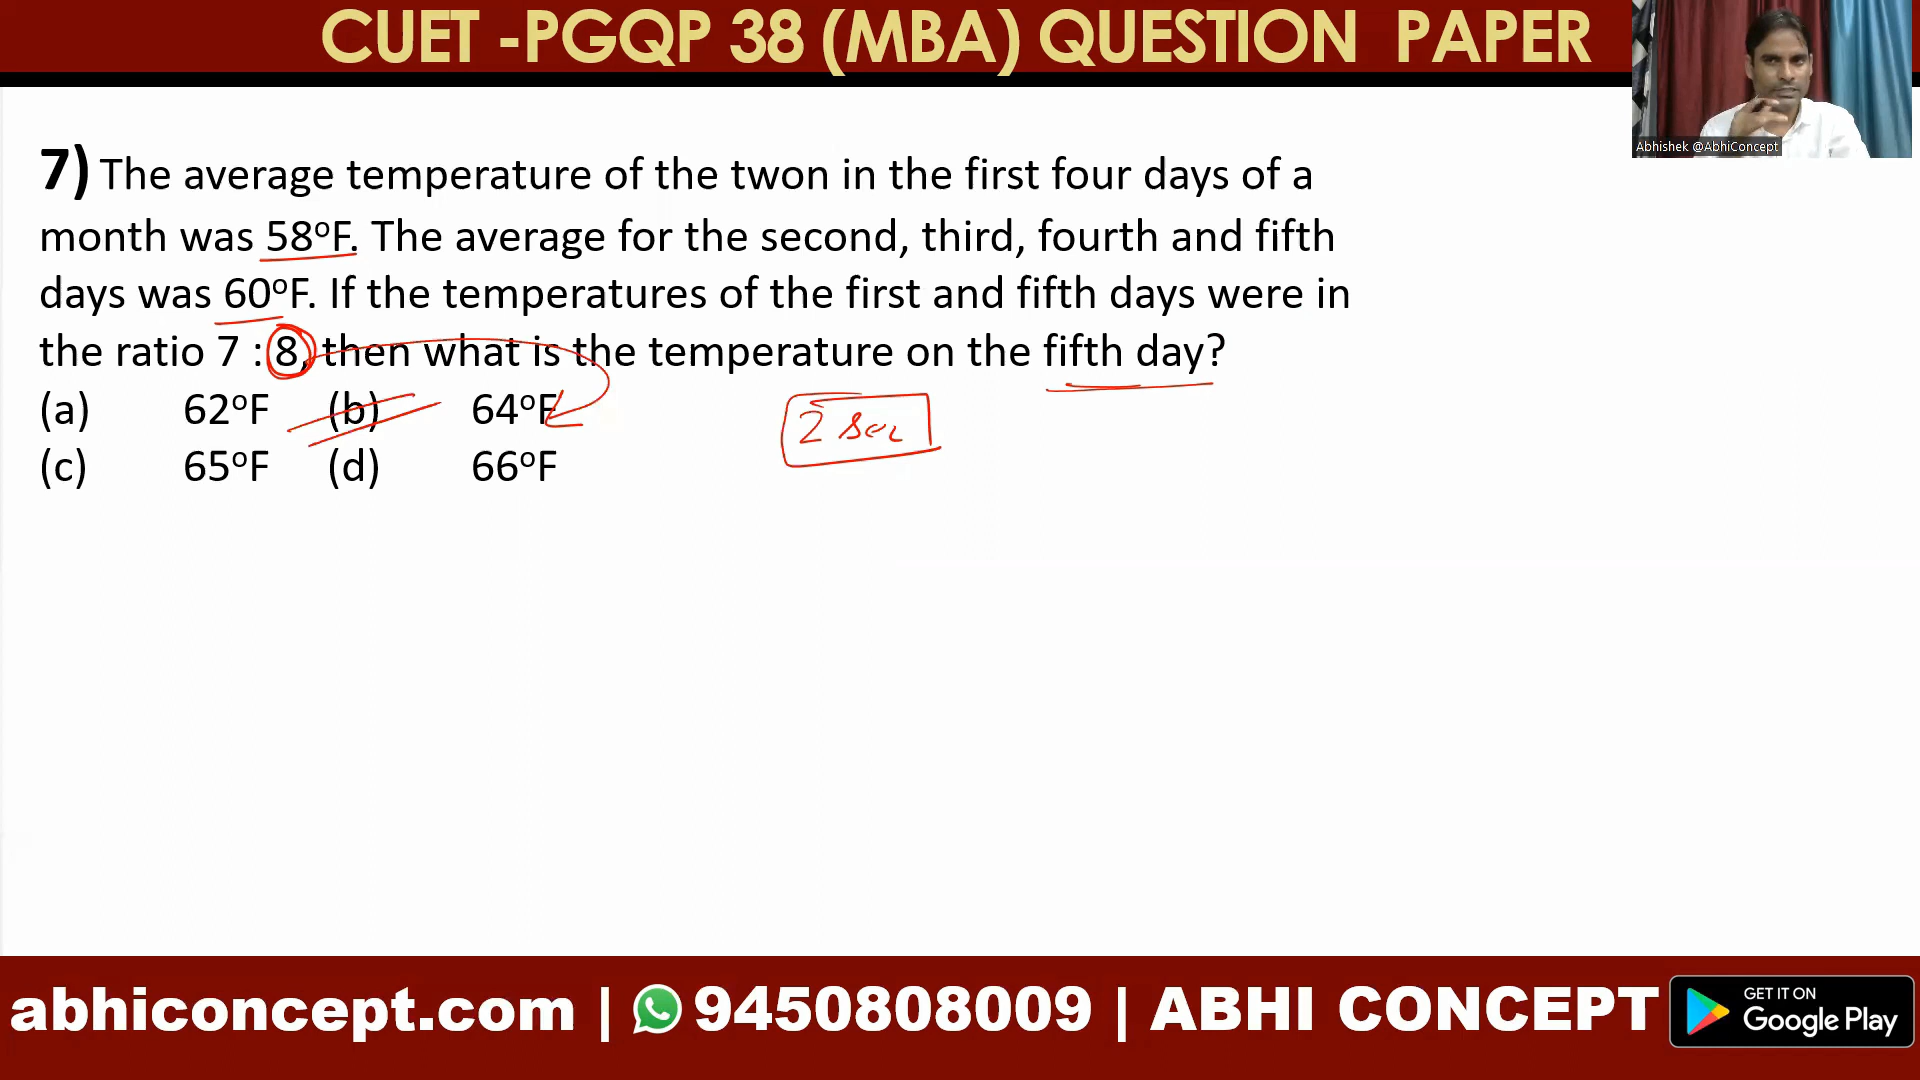 CUET -PGQP 38 (MBA) QUESTION PAPER
Abhishek @AbhiConcept
7) The average temperature of the twon in the first four days of a
month was 58°F. The average for the second, third, fourth and fifth
days was 60°F. If the temperatures of the first and fifth days were in
the ratio 7 : 8, then what is the temperature on the fifth day?
(a) 62°F (b) 64°F
2 sec
(c) 65°F (d) 66°F
abhiconcept.com | 9450808009 | ABHI CONCEPT
GET IT ON
Google Play